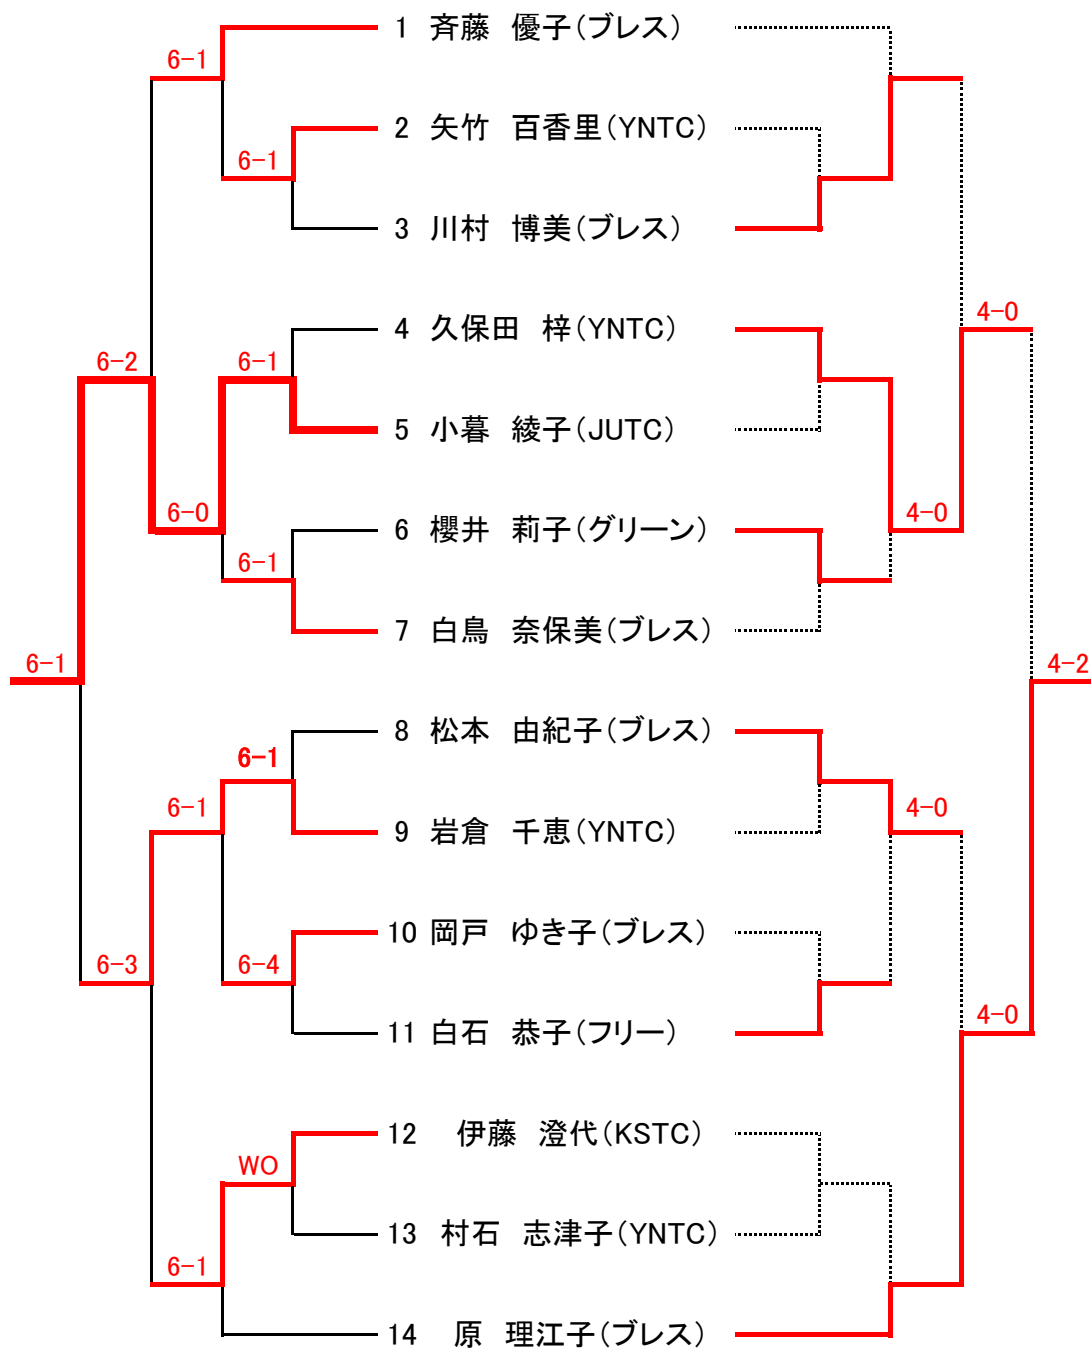 1 斉藤 優子(ブレス)
6-1
2 矢竹 百香里(YNTC)
6-1
3 川村 博美(ブレス)
4 久保田 梓(YNTC)
4-0
6-2
6-1
5 小暮 綾子(JUTC)
6-0
6 櫻井 莉子(グリーン)
4-0
6-1
7 白鳥 奈保美(ブレス)
6-1
4-2
8 松本 由紀子(ブレス)
6-1
6-1
4-0
9 岩倉 千恵(YNTC)
10 岡戸 ゆき子(ブレス)
6-3
6-4
4-0
11 白石 恭子(フリー)
12 伊藤 澄代(KSTC)
WO
13 村石 志津子(YNTC)
6-1
14 原 理江子(ブレス)